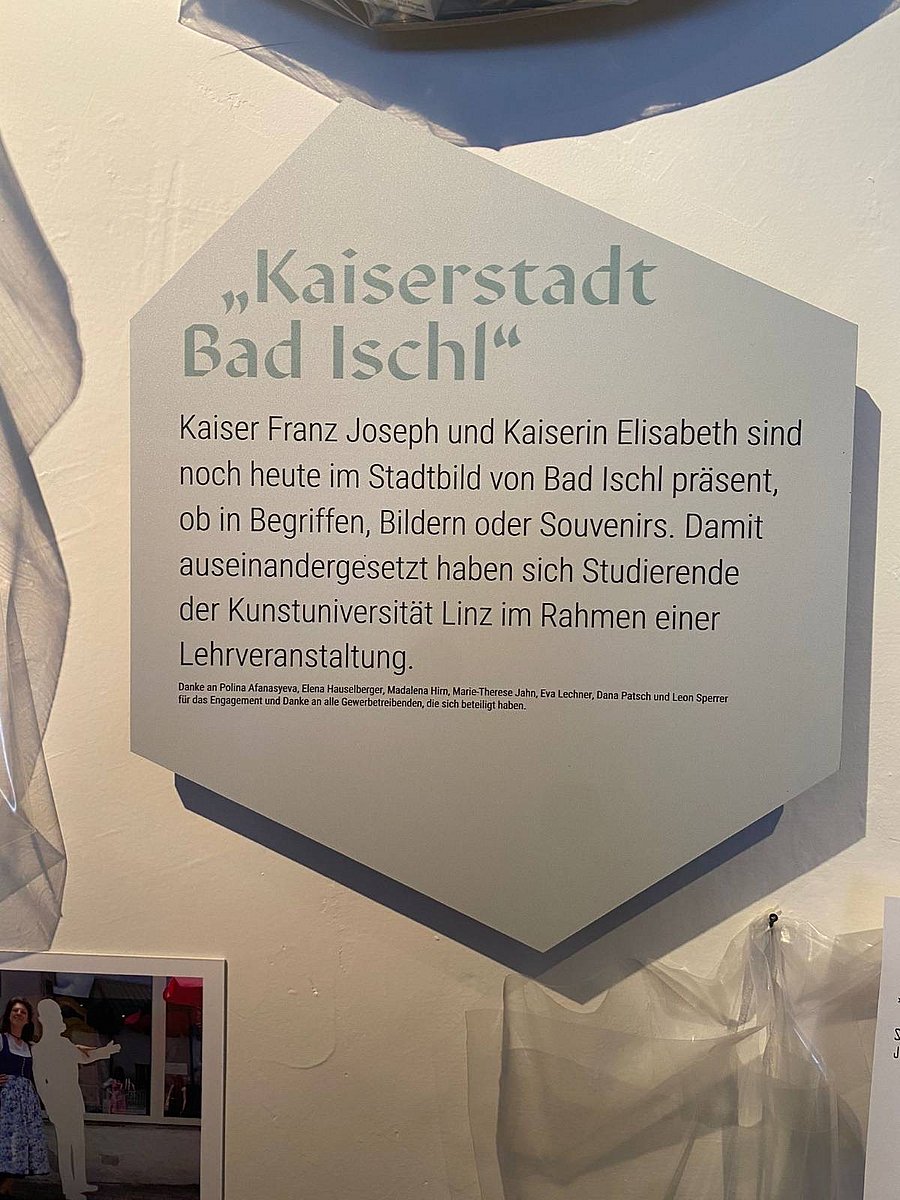 „Kaiserstadt
Bad Ischl“
Kaiser Franz Joseph und Kaiserin Elisabeth sind
noch heute im Stadtbild von Bad Ischl präsent,
ob in Begriffen, Bildern oder Souvenirs. Damit
auseinandergesetzt haben sich Studierende
der Kunstuniversität Linz im Rahmen einer
Lehrveranstaltung.
Danke an Polina Afanasyeva, Elena Hauselberger, Madalena Hirn, Marie-Therese Jahn, Eva Lechner, Dana Patsch und Leon Sperrer
für das Engagement und Danke an alle Gewerbetreibenden, die sich beteiligt haben.